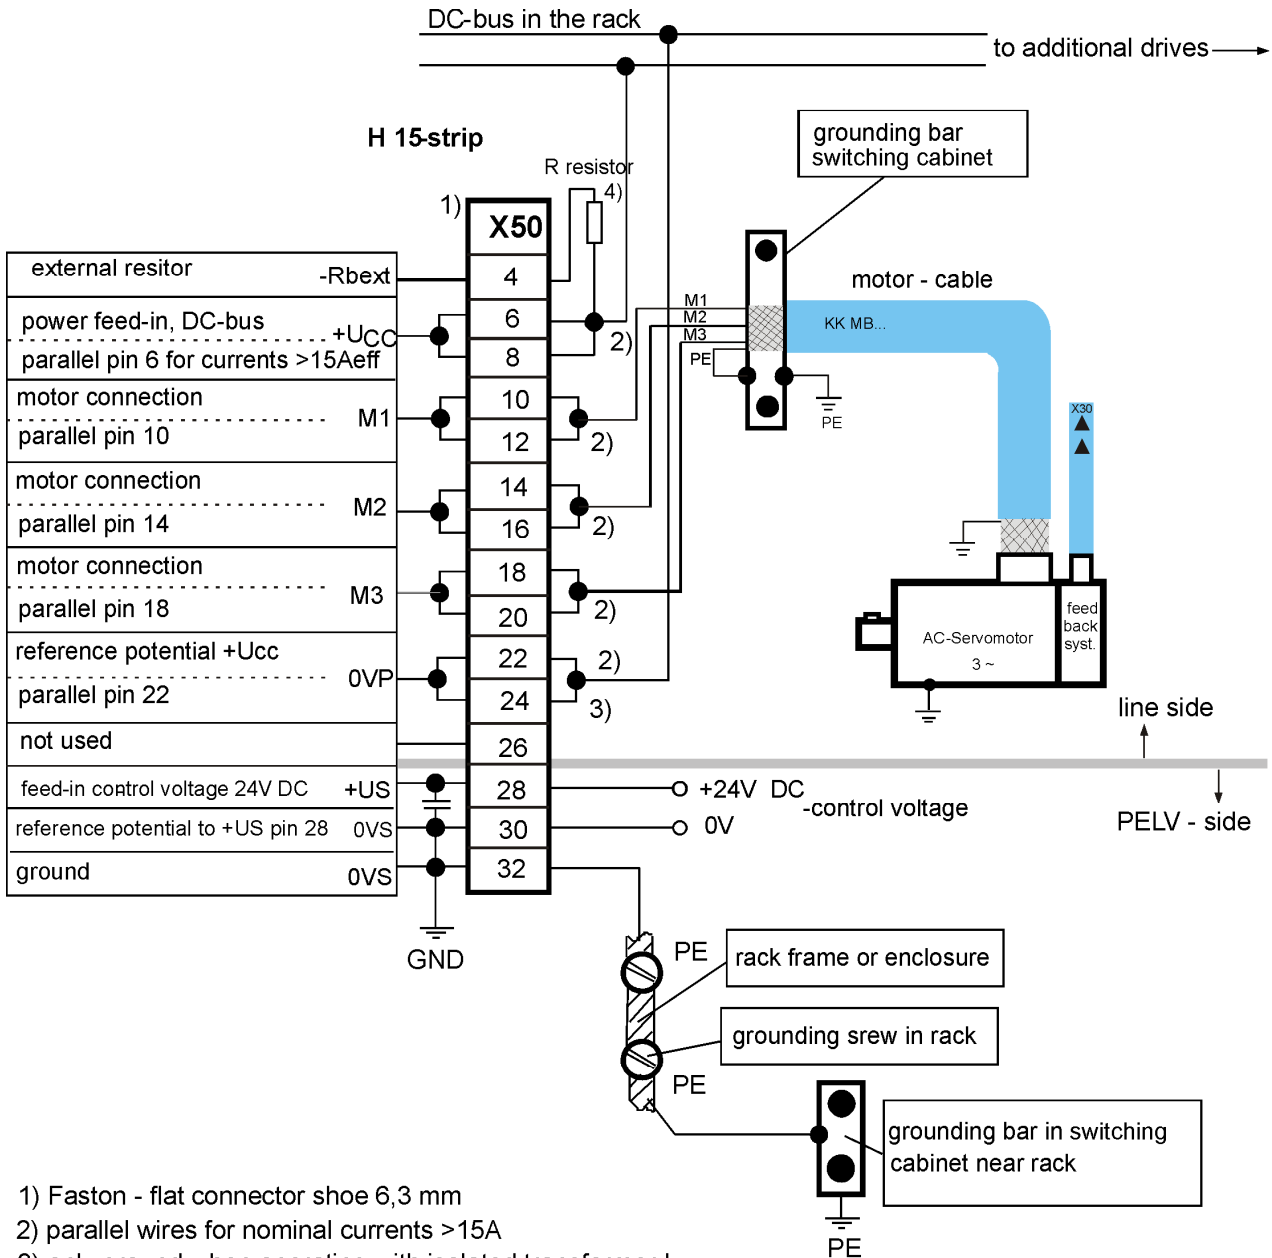 DC-bus in the rack
to additional drives
H 15-strip
grounding bar
switching cabinet
R resistor
4)
1)
X50
external resitor -Rbext 4
motor - cable
KK MB...
M1
M2
M3
PE
PE
power feed-in, DC-bus +UCC 6
parallel pin 6 for currents >15Aeff 8
2)
motor connection M1 10
parallel pin 10 12
2)
X30
motor connection M2 14
parallel pin 14 16
2)
motor connection M3 18
parallel pin 18 20
2)
AC-Servomotor
3 ~
feed
back
syst.
reference potential +Ucc 0VP 22
parallel pin 22 24
2)
3)
line side
not used 26
feed-in control voltage 24V DC +US 28
+24V DC
-control voltage
PELV - side
reference potential to +US pin 28 0VS 30
0V
ground 0VS 32
GND
PE
rack frame or enclosure
grounding srew in rack
PE
grounding bar in switching
cabinet near rack
PE
1) Faston - flat connector shoe 6,3 mm
2) parallel wires for nominal currents >15A